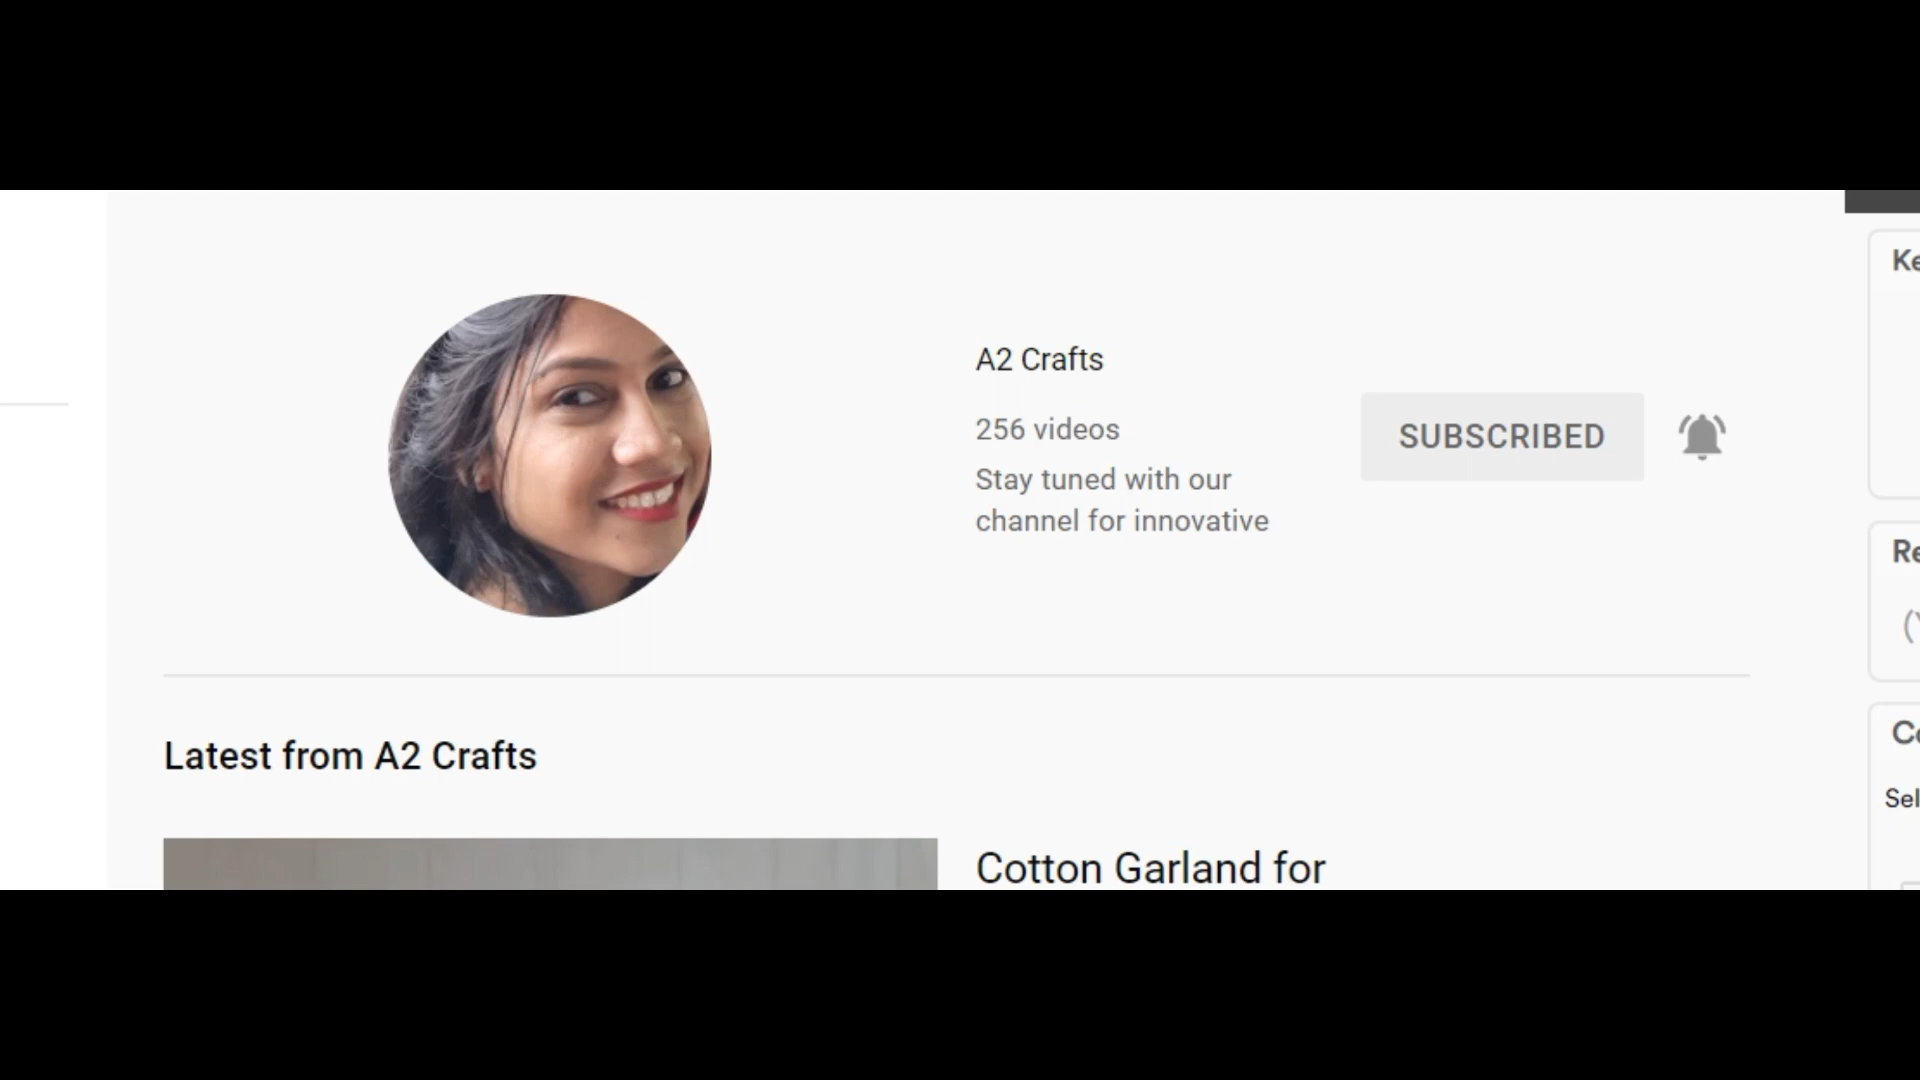 A2 Crafts
256 videos
Stay tuned with our
channel for innovative
SUBSCRIBED
Latest from A2 Crafts
Cotton Garland for